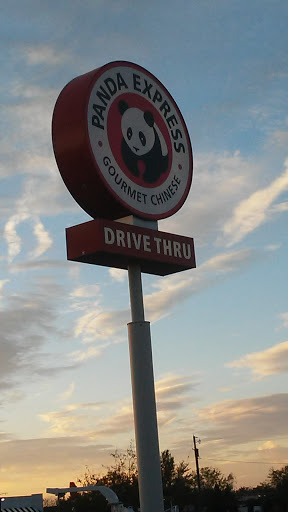 PANDA EXPRESS
GOURMET CHINESE
DRIVE THRU